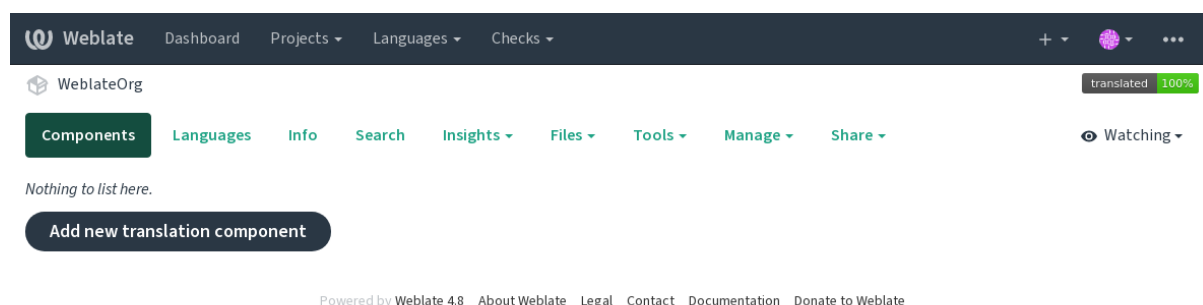 Weblate Dashboard Projects Languages Checks
WeblateOrg translated 100%
Components Languages Info Search Insights Files Tools Manage Share Watching
Nothing to list here.
Add new translation component
Powered by Weblate 4.8 About Weblate Legal Contact Documentation Donate to Weblate